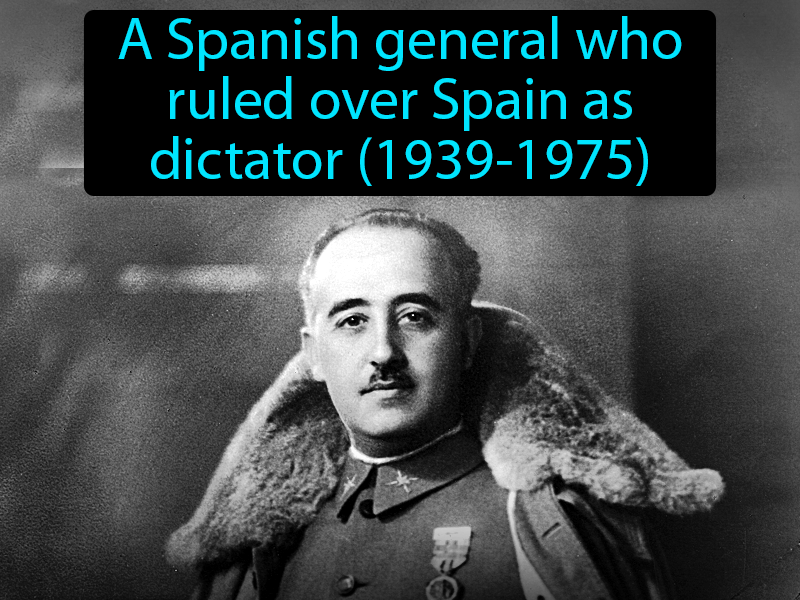 A Spanish general who
ruled over Spain as
dictator (1939-1975)